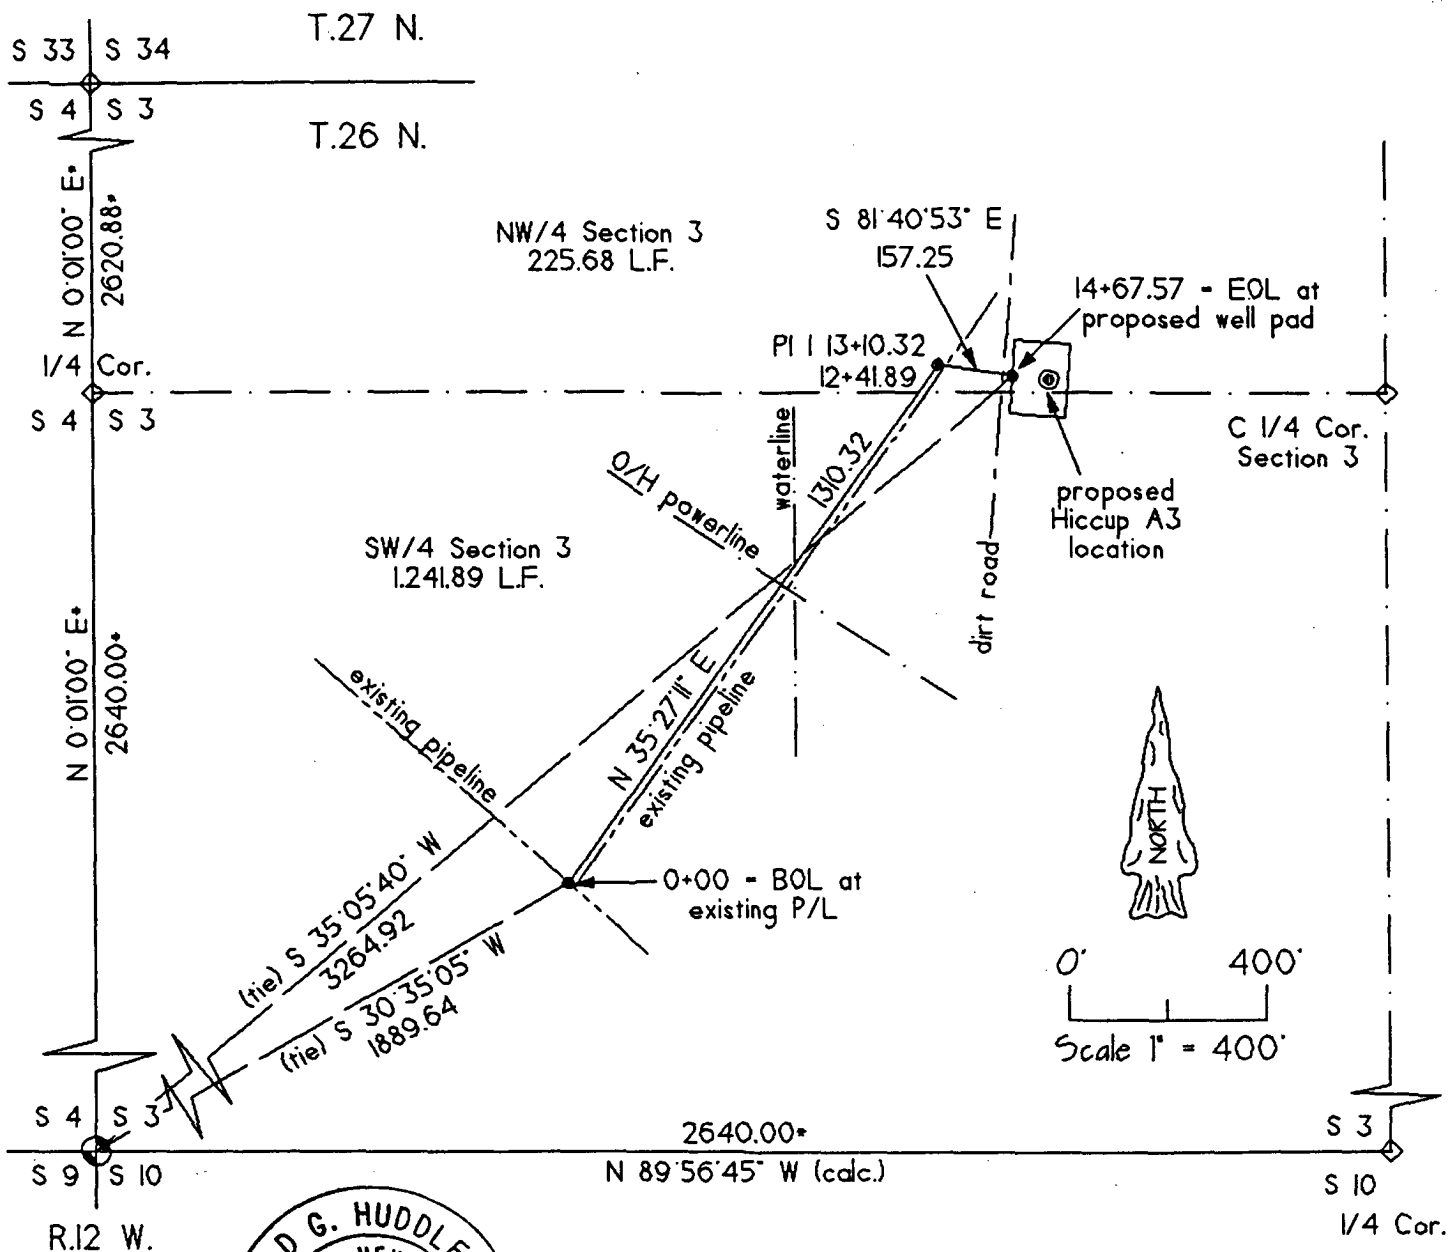 T.27 N.
S 33 S 34
S 4 S 3
T.26 N.
N 0°01'00" E*
2620.88*
NW/4 Section 3
225.68 L.F.
S 81°40'53" E
157.25
14+67.57 = EOL at
proposed well pad
PI 1 13+10.32
12+41.89
1/4 Cor.
S 4 S 3
C 1/4 Cor.
Section 3
waterline
1310.32
O/H powerline
proposed
Hiccup A3
location
SW/4 Section 3
1,241.89 L.F.
dirt road
N 0°01'00" E*
2640.00*
existing pipeline
N 35°27'11" E
existing pipeline
NORTH
0+00 = BOL at
existing P/L
(tie) S 35°05'40" W
3264.92
(tie) S 30°35'05" W
1889.64
0' 400'
Scale 1" = 400'
S 4 S 3
2640.00*
S 3
S 9 S 10
N 89°56'45" W (calc.)
S 10
1/4 Cor.
R.12 W.
D G. HUDDLE